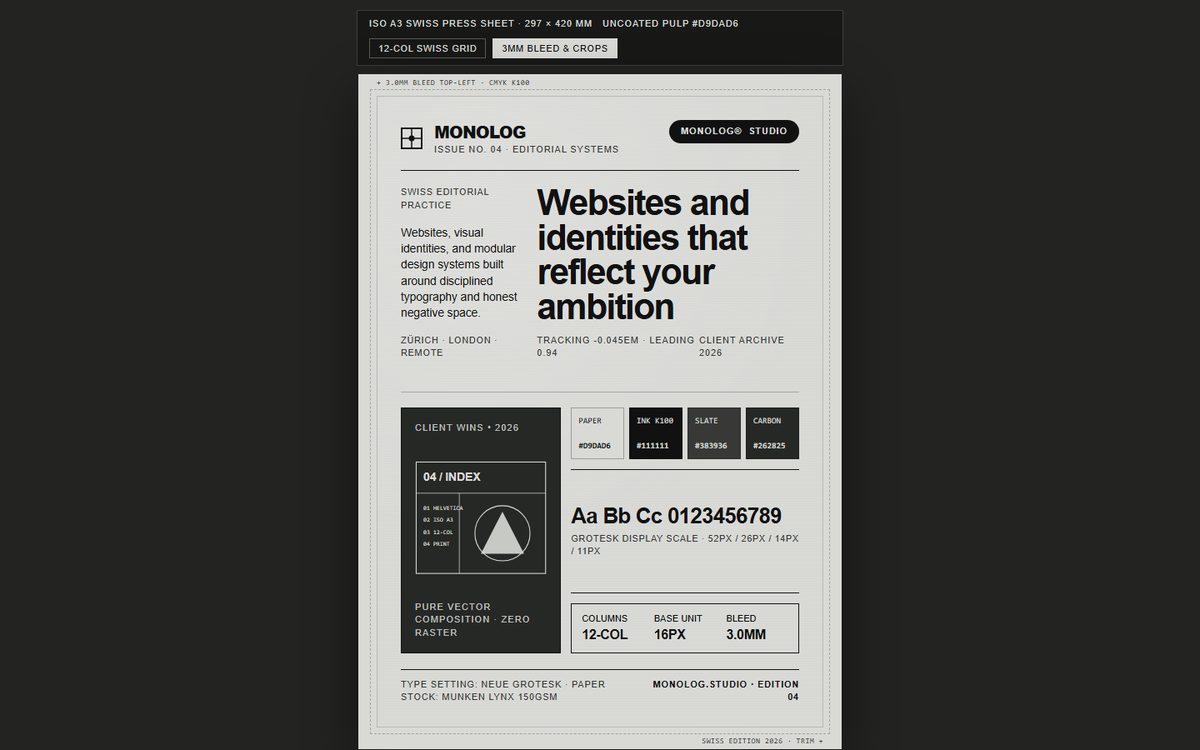 ISO A3 SWISS PRESS SHEET · 297 × 420 MM UNCOATED PULP #D9DAD6
12-COL SWISS GRID
3MM BLEED & CROPS
+ 3.0MM BLEED TOP-LEFT · CMYK K100
MONOLOG
ISSUE NO. 04 · EDITORIAL SYSTEMS
MONOLOG® STUDIO
SWISS EDITORIAL
PRACTICE
Websites, visual
identities, and modular
design systems built
around disciplined
typography and honest
negative space.
ZÜRICH · LONDON ·
REMOTE
Websites and
identities that
reflect your
ambition
TRACKING -0.045EM · LEADING
0.94
CLIENT ARCHIVE
2026
CLIENT WINS • 2026
04 / INDEX
01 HELVETICA
02 ISO A3
03 12-COL
04 PRINT
PURE VECTOR
COMPOSITION · ZERO
RASTER
PAPER
#D9DAD6
INK K100
#111111
SLATE
#383936
CARBON
#262825
Aa Bb Cc 0123456789
GROTESK DISPLAY SCALE · 52PX / 26PX / 14PX
/ 11PX
COLUMNS
12-COL
BASE UNIT
16PX
BLEED
3.0MM
TYPE SETTING: NEUE GROTESK · PAPER
STOCK: MUNKEN LYNX 150GSM
MONOLOG.STUDIO · EDITION
04
SWISS EDITION 2026 · TRIM +